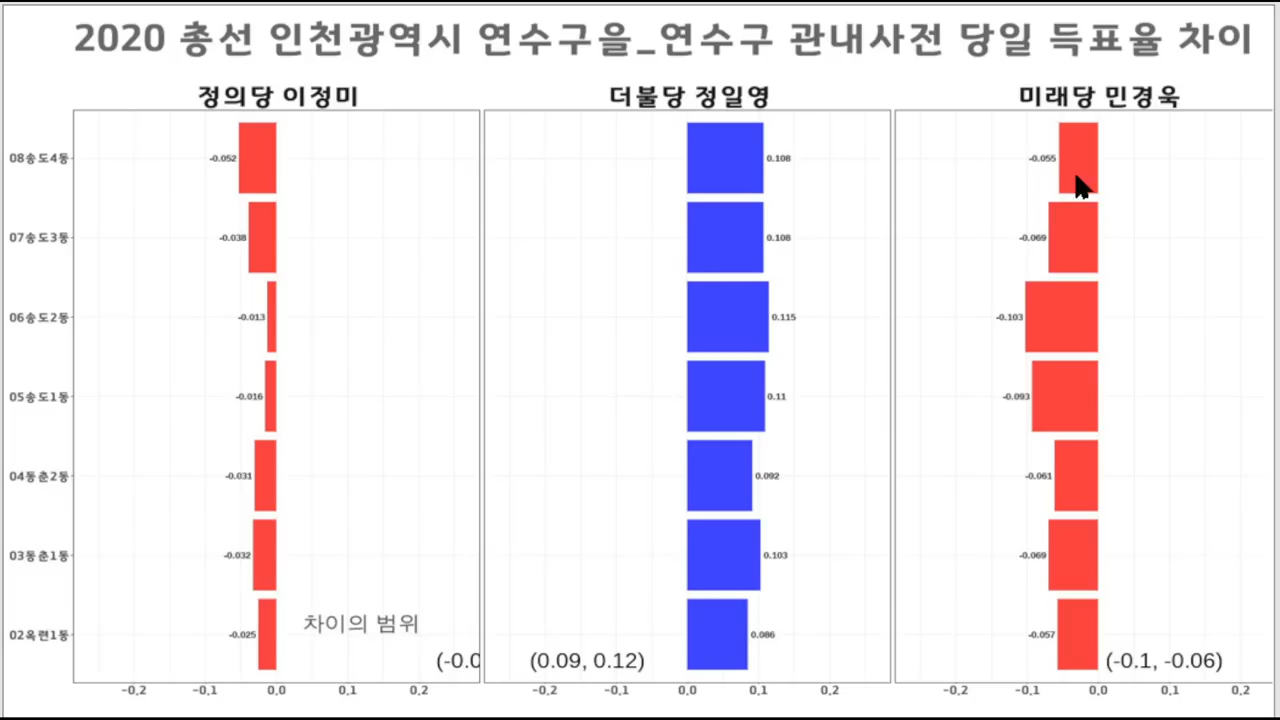 2020 총선 인천광역시 연수구을_연수구 관내사전 당일 득표율 차이
정의당 이정미 더불당 정일영 미래당 민경욱
08송도4동 -0.052 0.108 -0.055
07송도3동 -0.038 0.108 -0.069
06송도2동 -0.013 0.115 -0.103
05송도1동 -0.016 0.11 -0.093
04동춘2동 -0.031 0.092 -0.061
03동춘1동 -0.032 0.103 -0.069
차이의 범위
02옥련1동 -0.025 0.086 -0.057
(-0.0 (0.09, 0.12) (-0.1, -0.06)
-0.2 -0.1 0.0 0.1 0.2 -0.2 -0.1 0.0 0.1 0.2 -0.2 -0.1 0.0 0.1 0.2